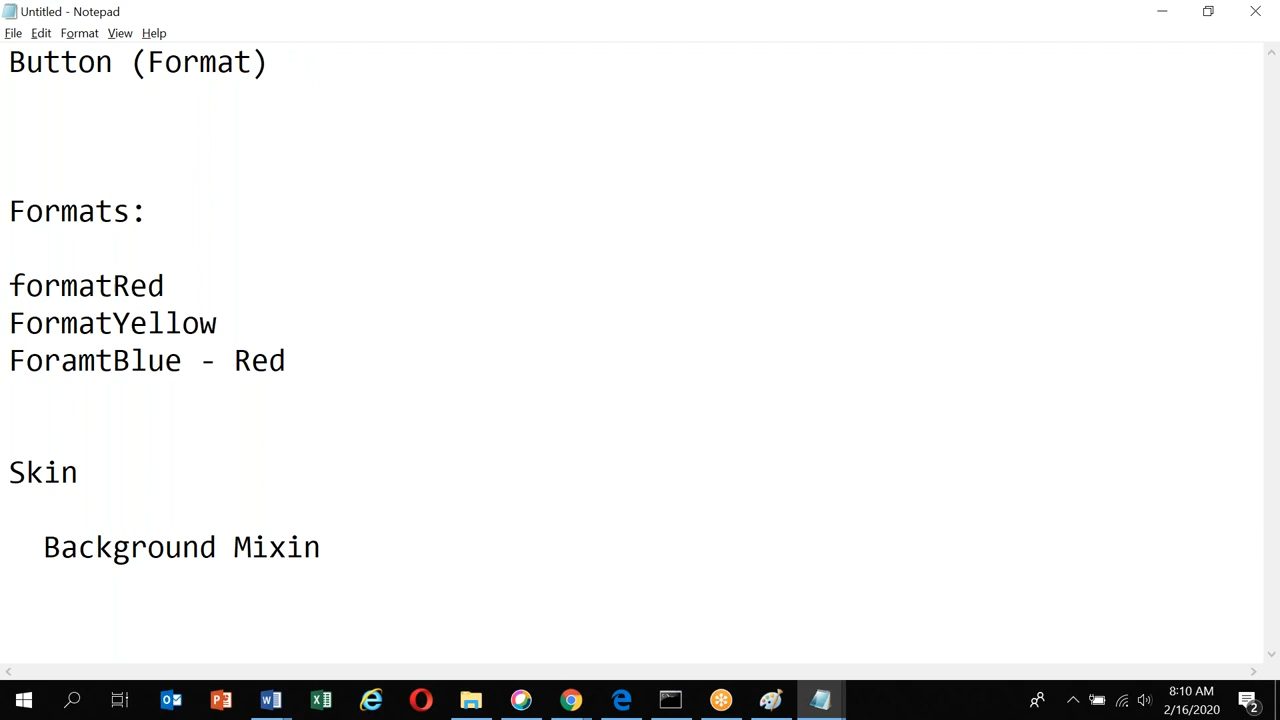 Untitled - Notepad
File Edit Format View Help
Button (Format)
Formats:
formatRed
FormatYellow
ForamtBlue - Red
Skin
Background Mixin
8:10 AM
2/16/2020
2